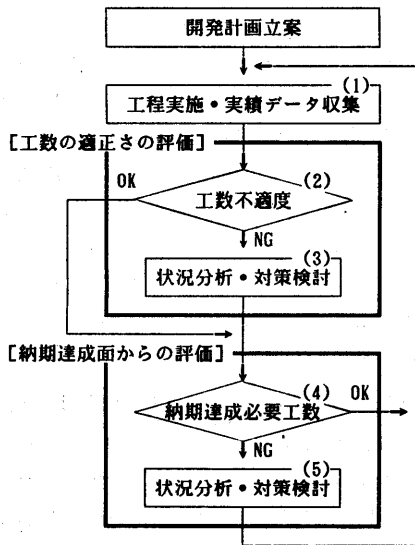 開発計画立案
(1)
工程実施・実績データ収集
[工数の適正さの評価]
(2)
OK
工数不適度
NG
(3)
状況分析・対策検討
[納期達成面からの評価]
(4)
OK
納期達成必要工数
NG
(5)
状況分析・対策検討